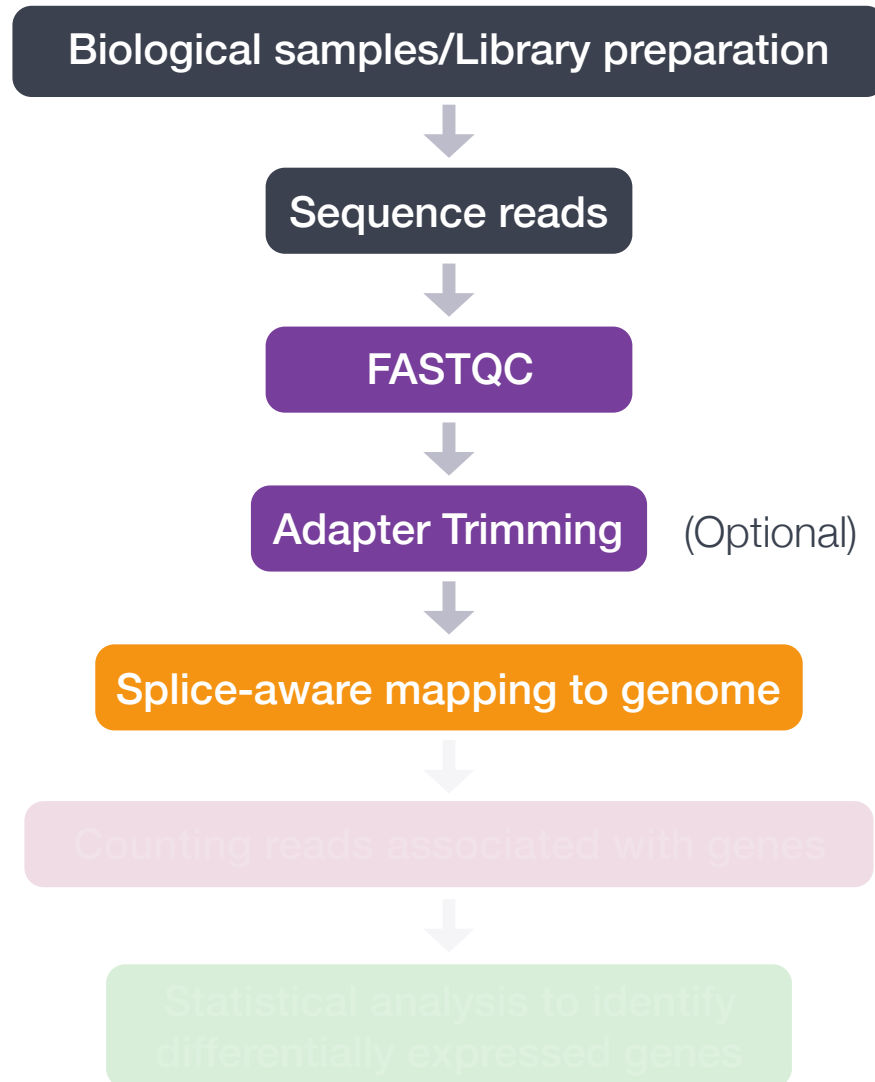 Biological samples/Library preparation
Sequence reads
FASTQC
Adapter Trimming (Optional)
Splice-aware mapping to genome
Counting reads associated with genes
Statistical analysis to identify
differentially expressed genes